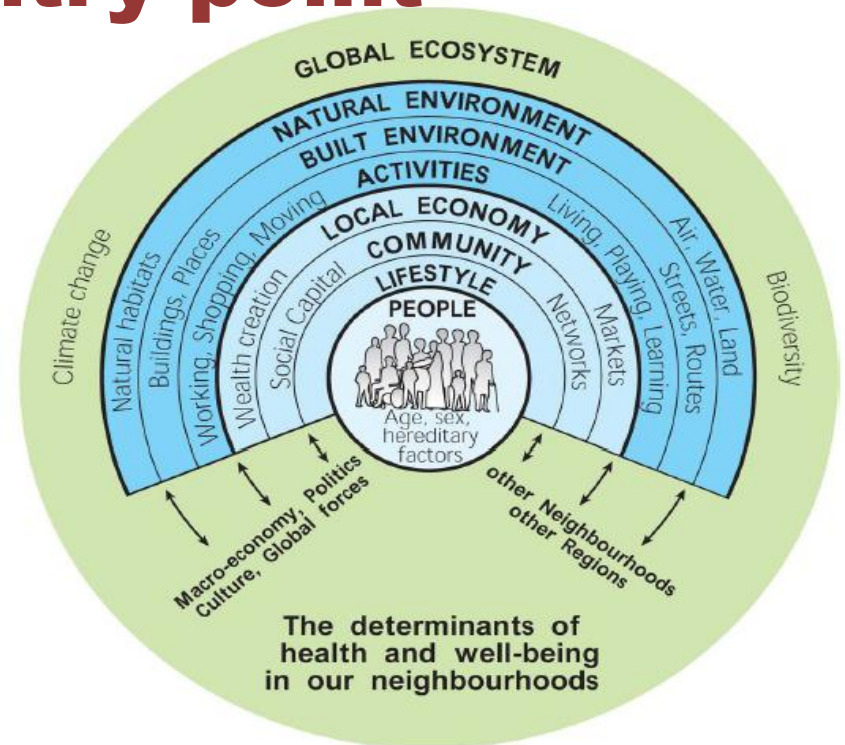 try point
GLOBAL ECOSYSTEM
NATURAL ENVIRONMENT
BUILT ENVIRONMENT
ACTIVITIES
LOCAL ECONOMY
COMMUNITY
LIFESTYLE
PEOPLE
Age, sex,
hereditary
factors
Climate change
Natural habitats
Buildings, Places
Working, Shopping, Moving
Wealth creation
Social Capital
Networks
Markets
Living, Playing, Learning
Streets, Routes
Air, Water, Land
Biodiversity
Macro-economy, Politics
Culture, Global forces
other Neighbourhoods
other Regions
The determinants of
health and well-being
in our neighbourhoods